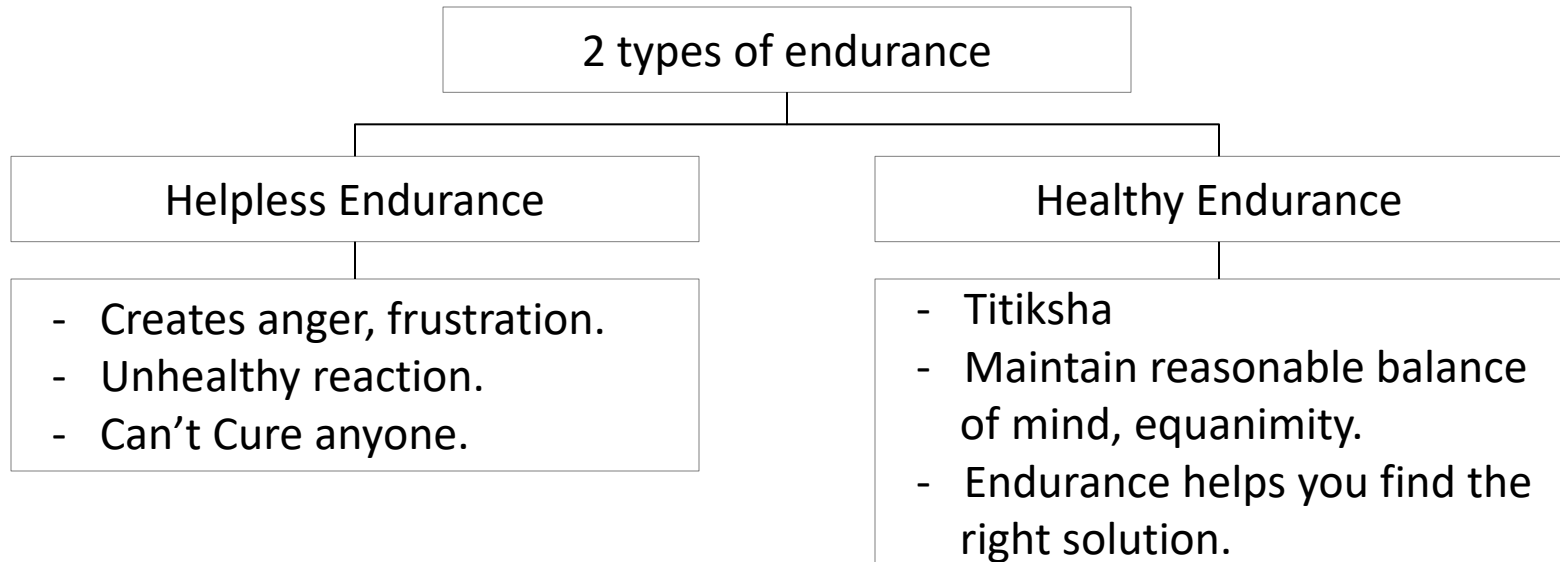 2 types of endurance
Helpless Endurance
- Creates anger, frustration.
- Unhealthy reaction.
- Can’t Cure anyone.
Healthy Endurance
- Titiksha
- Maintain reasonable balance
of mind, equanimity.
- Endurance helps you find the
right solution.